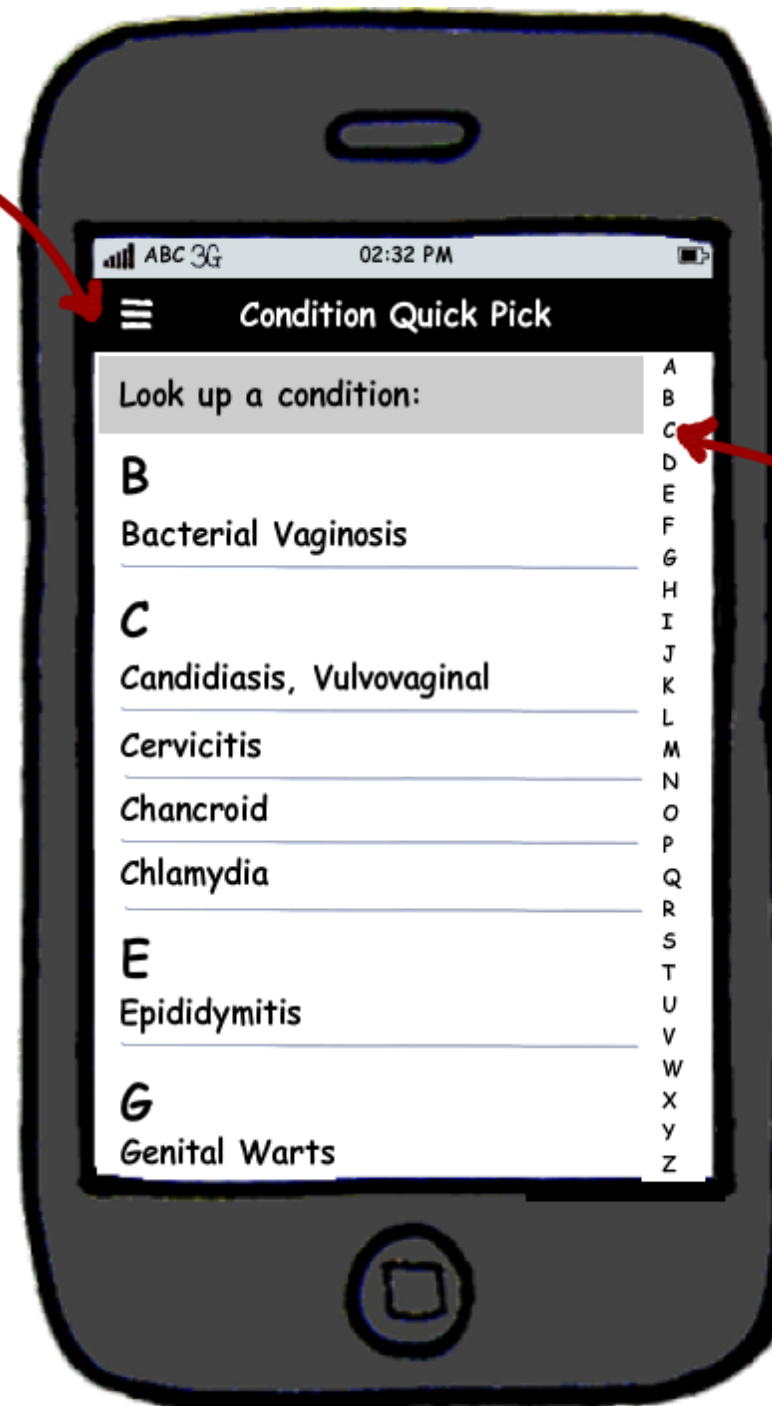 ABC 3G 02:32 PM
Condition Quick Pick
Look up a condition:
B
Bacterial Vaginosis
C
Candidiasis, Vulvovaginal
Cervicitis
Chancroid
Chlamydia
E
Epididymitis
G
Genital Warts
A
B
C
D
E
F
G
H
I
J
K
L
M
N
O
P
Q
R
S
T
U
V
W
X
Y
Z